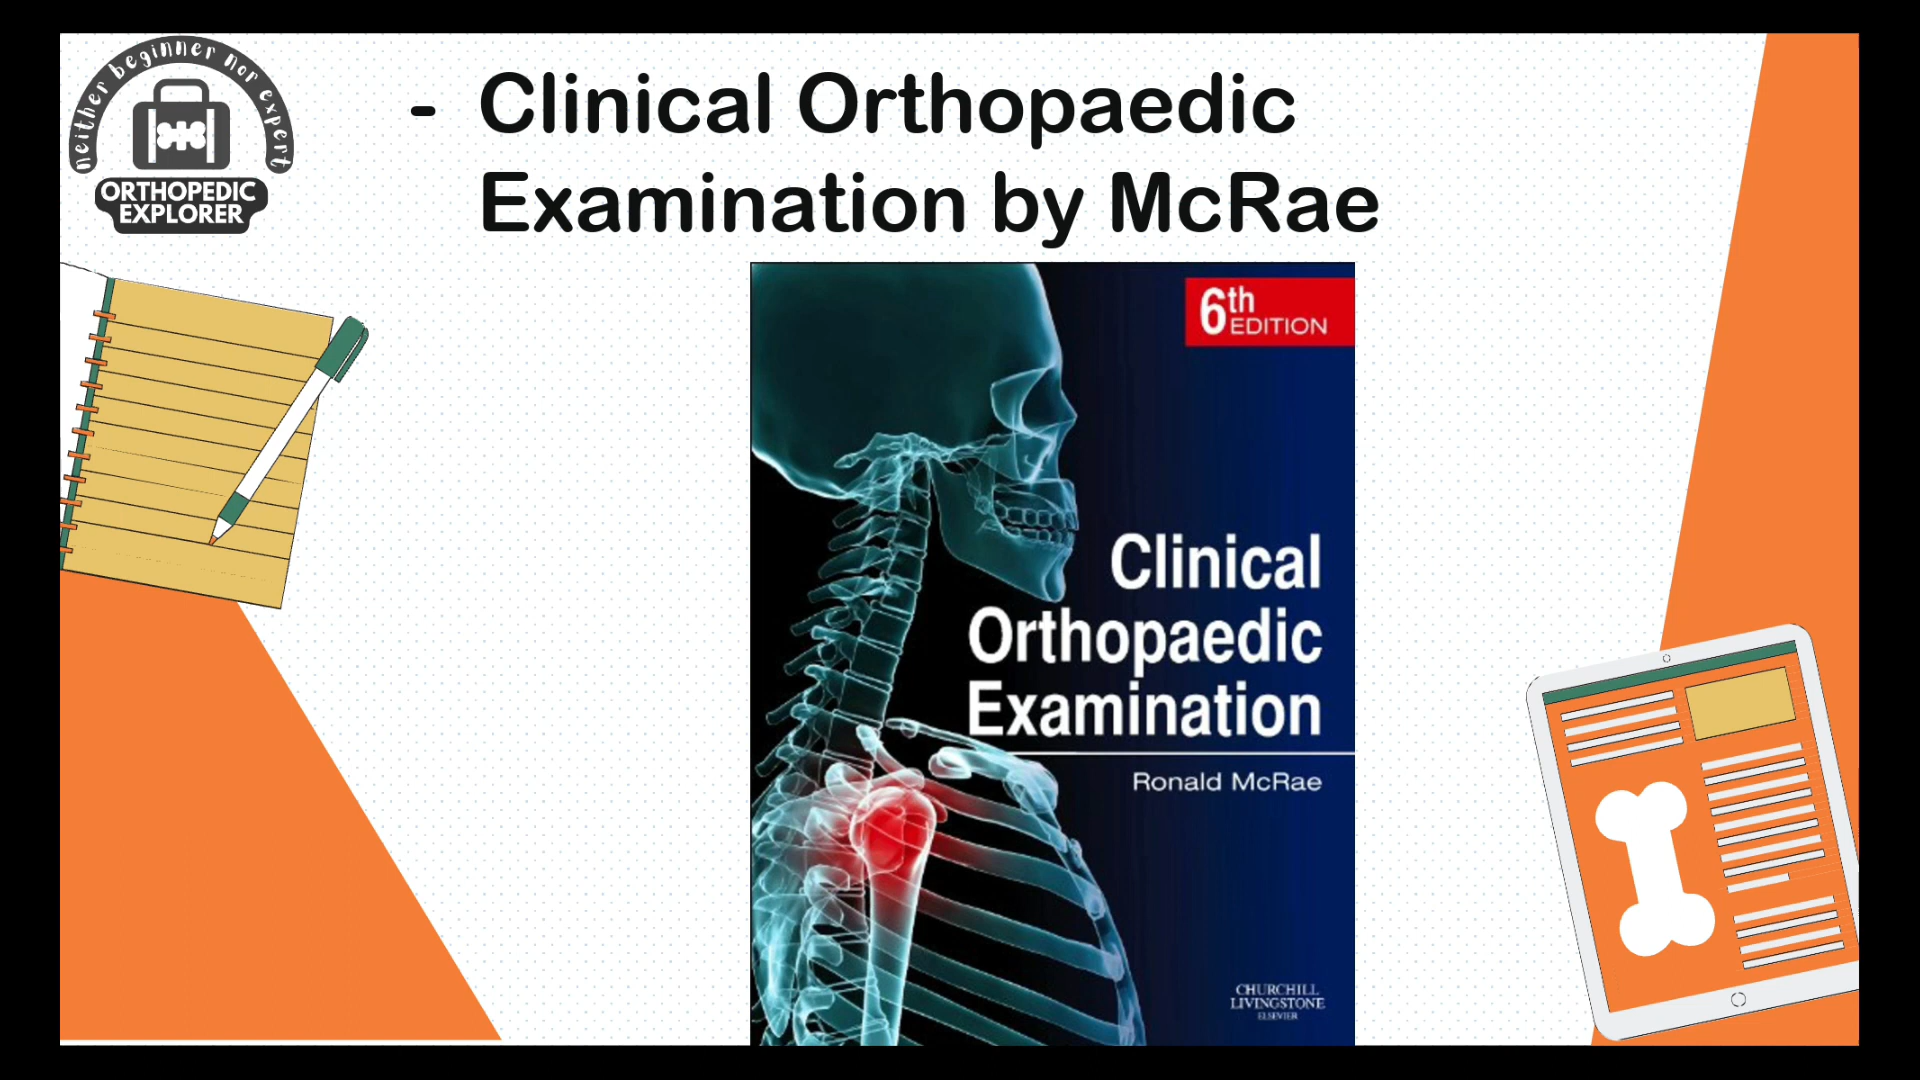 neither beginner nor expert
ORTHOPEDIC
EXPLORER
- Clinical Orthopaedic
Examination by McRae
6th
EDITION
Clinical
Orthopaedic
Examination
Ronald McRae
CHURCHILL
LIVINGSTONE
ELSEVIER